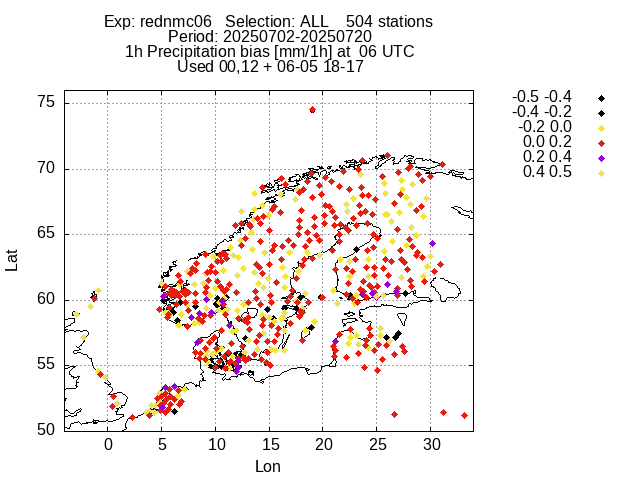 Exp: rednmc06   Selection: ALL    504 stations
Period: 20250702-20250720
1h Precipitation bias [mm/1h] at  06 UTC
Used 00,12 + 06-05 18-17
-0.5 -0.4
-0.4 -0.2
-0.2 0.0
0.0 0.2
0.2 0.4
0.4 0.5
75
70
65
60
55
50
Lat
0 5 10 15 20 25 30
Lon